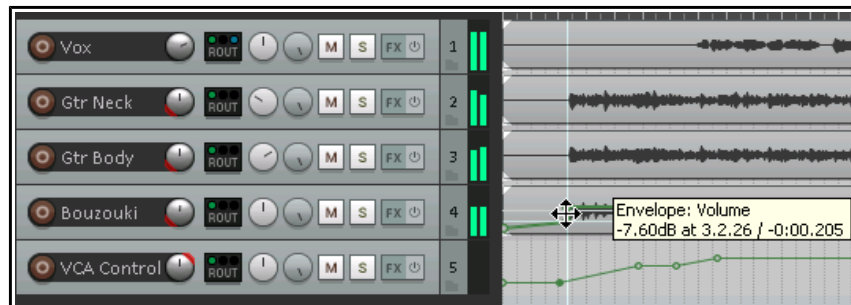 Vox ROUT M S FX 1
Gtr Neck ROUT M S FX 2
Gtr Body ROUT M S FX 3
Bouzouki ROUT M S FX 4
Envelope: Volume
-7.60dB at 3.2.26 / -0:00.205
VCA Control ROUT M S FX 5